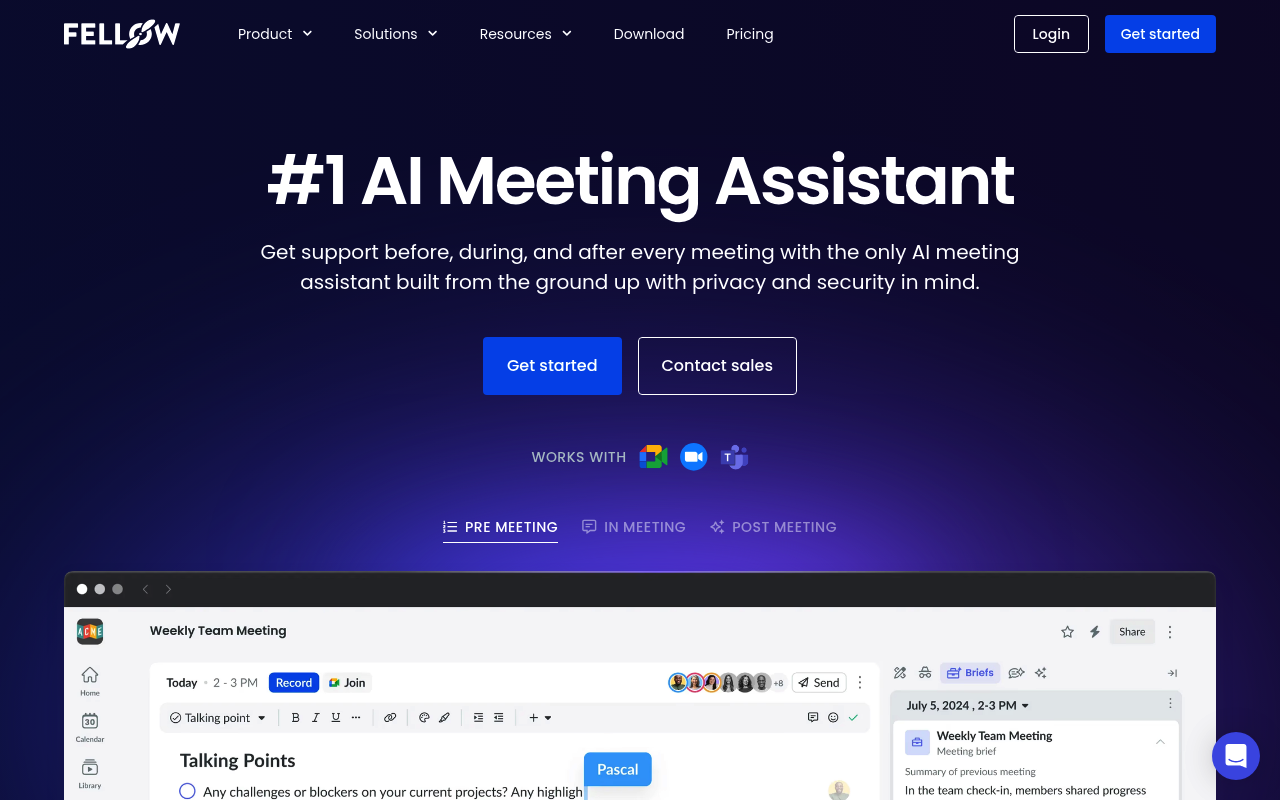 FELLOW
Product
Solutions
Resources
Download
Pricing
Login
Get started
#1 AI Meeting Assistant
Get support before, during, and after every meeting with the only AI meeting
assistant built from the ground up with privacy and security in mind.
Get started
Contact sales
WORKS WITH
T
PRE MEETING
IN MEETING
POST MEETING
ACME
Weekly Team Meeting
Share
Home
30
Calendar
Library
Today • 2 - 3 PM
Record
Join
+8
Send
Talking point
B I U
Talking Points
Pascal
Any challenges or blockers on your current projects? Any highligh
Briefs
July 5, 2024 , 2-3 PM
Weekly Team Meeting
Meeting brief
Summary of previous meeting
In the team check-in, members shared progress